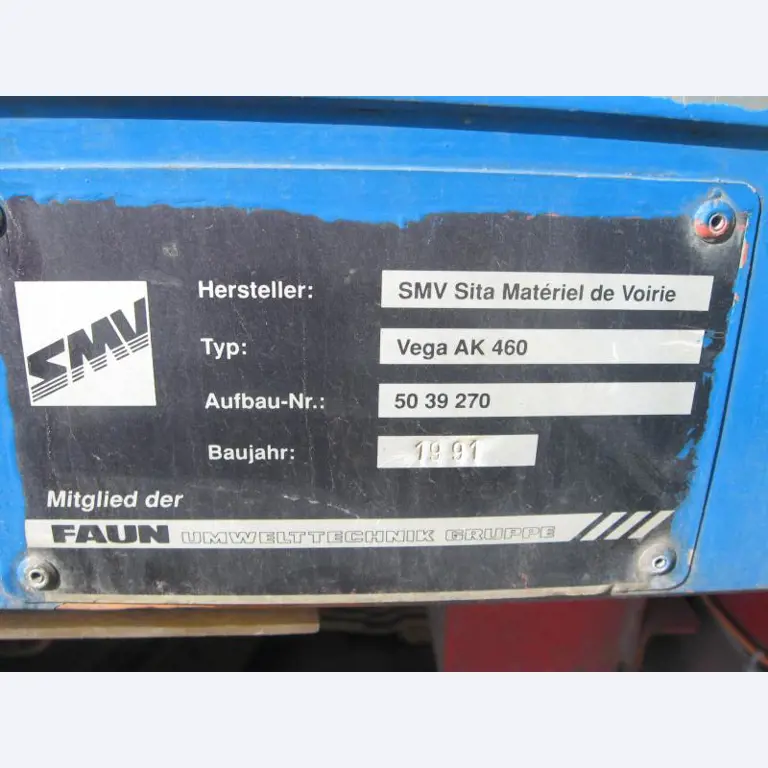 SMV
Hersteller: SMV Sita Matériel de Voirie
Typ: Vega AK 460
Aufbau-Nr.: 50 39 270
Baujahr: 1991
Mitglied der
FAUN UMWELTTECHNIK GRUPPE